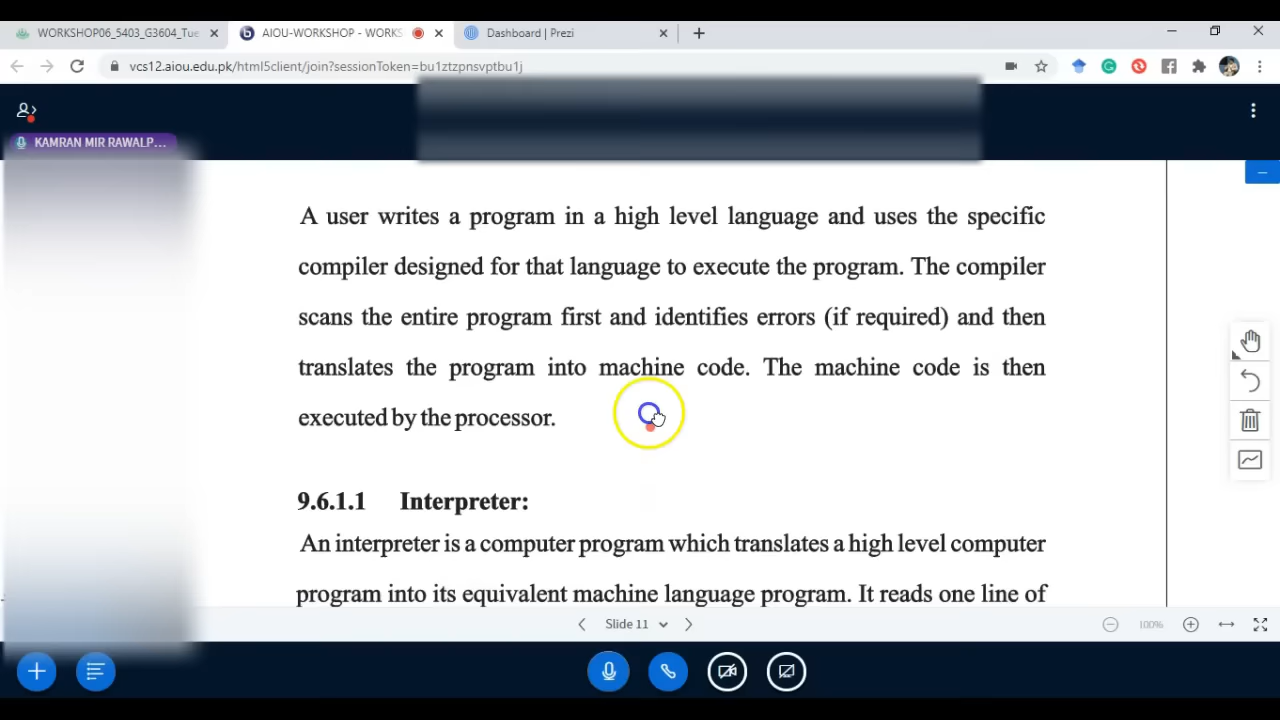 WORKSHOP06_5403_G3604_Tue
AIOU-WORKSHOP - WORKS
Dashboard | Prezi
vcs12.aiou.edu.pk/html5client/join?sessionToken=bu1ztzpnsvptbu1j
KAMRAN MIR RAWALP...
A user writes a program in a high level language and uses the specific
compiler designed for that language to execute the program. The compiler
scans the entire program first and identifies errors (if required) and then
translates the program into machine code. The machine code is then
executed by the processor.
9.6.1.1 Interpreter:
An interpreter is a computer program which translates a high level computer
program into its equivalent machine language program. It reads one line of
Slide 11
100%